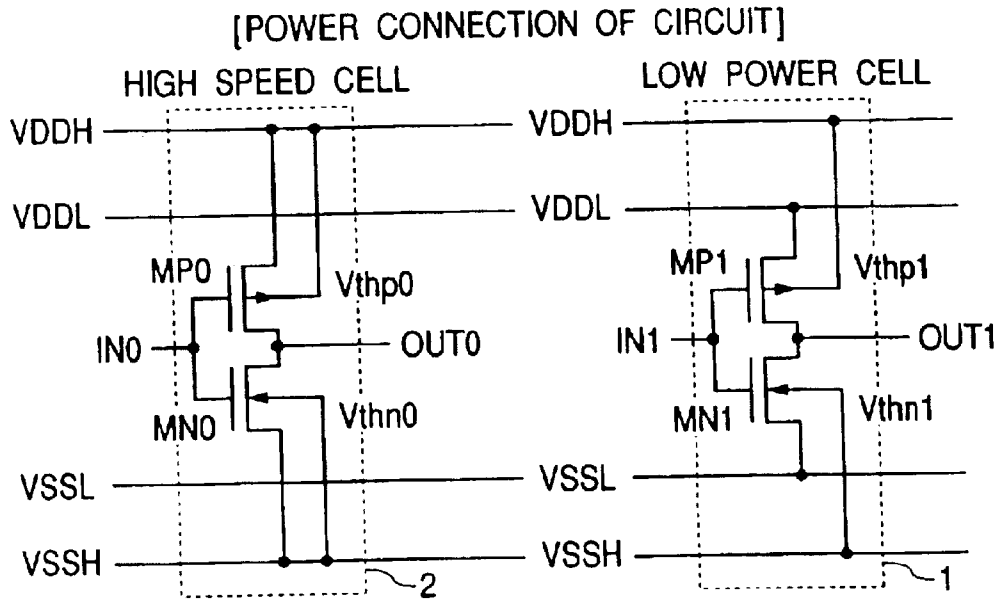 [POWER CONNECTION OF CIRCUIT]
HIGH SPEED CELL
LOW POWER CELL
VDDH
VDDH
VDDL
VDDL
MP0
Vthp0
MP1
Vthp1
IN0
OUT0
IN1
OUT1
MN0
Vthn0
MN1
Vthn1
VSSL
VSSL
VSSH
VSSH
2
1